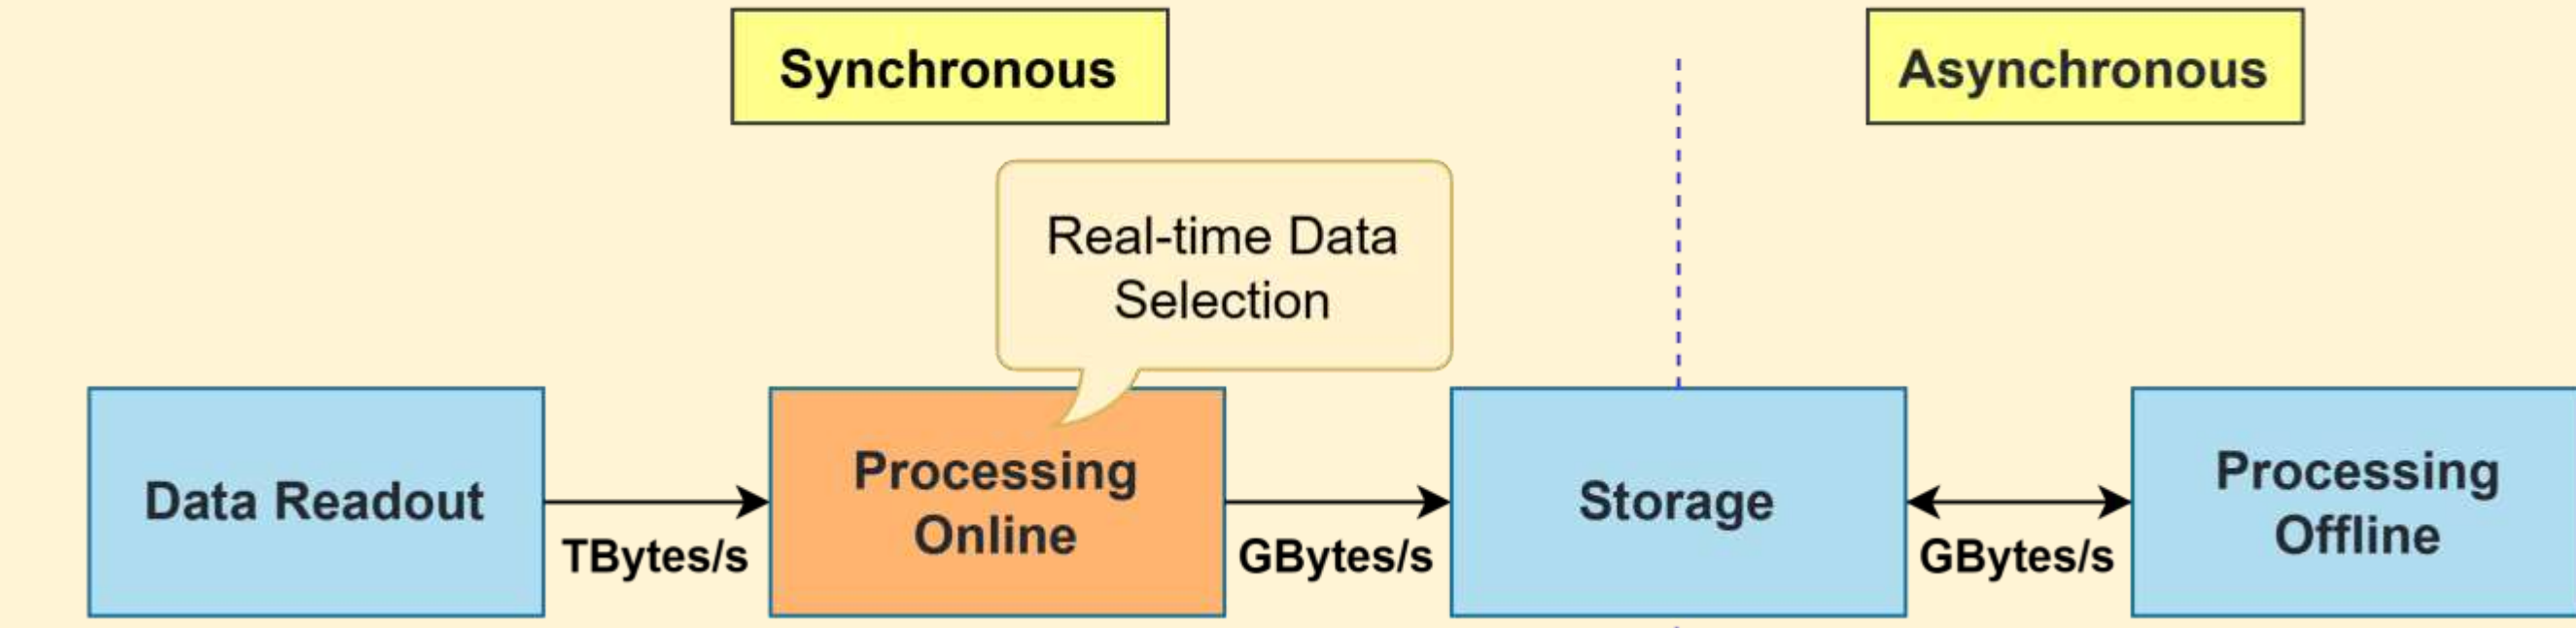 Synchronous
Asynchronous
Real-time Data
Selection
Data Readout
TBytes/s
Processing
Online
GBytes/s
Storage
GBytes/s
Processing
Offline